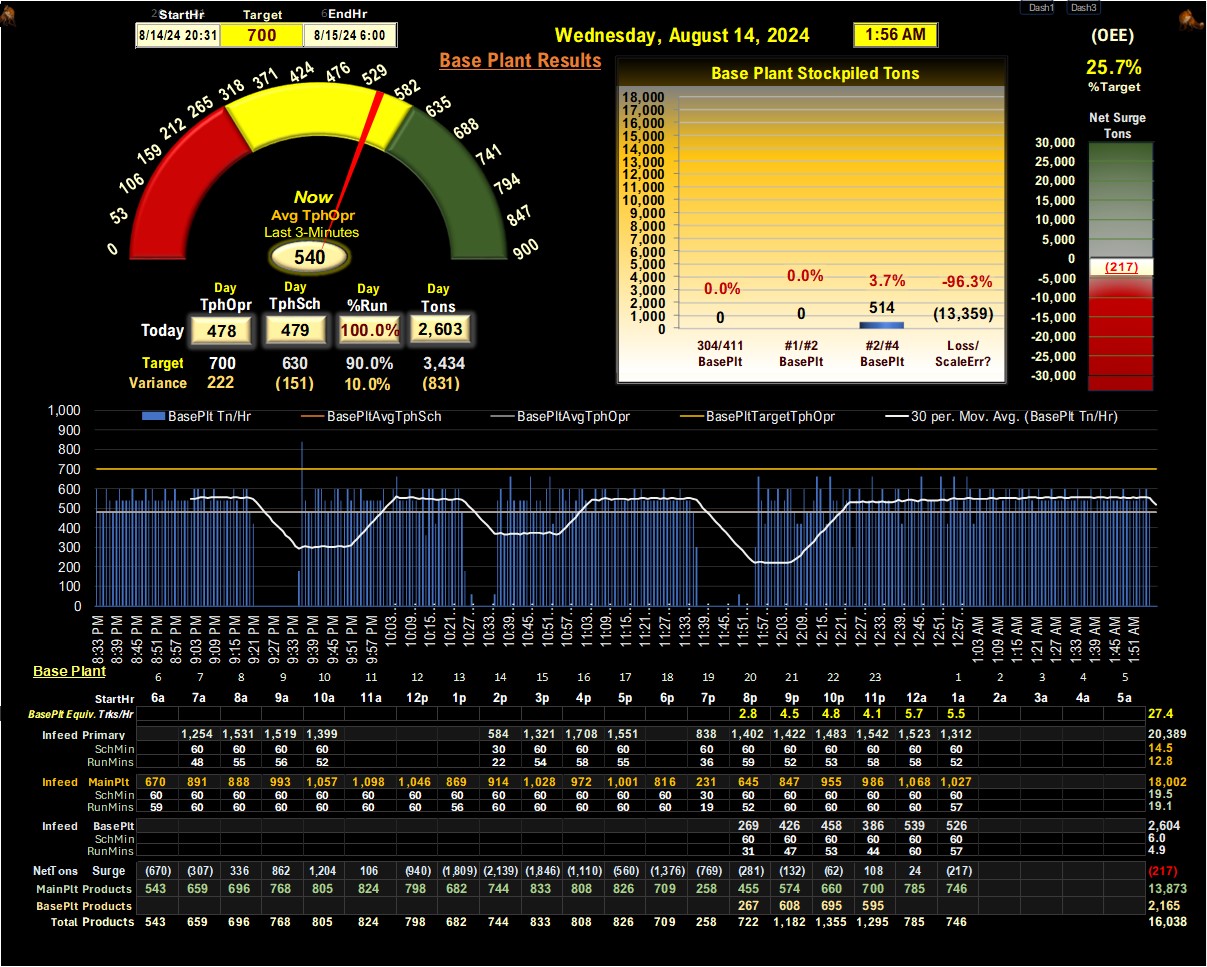 Dash1 Dash3
StartHr Target EndHr
8/14/24 20:31 700 8/15/24 6:00
Wednesday, August 14, 2024 1:56 AM
(OEE)
25.7%
%Target
Base Plant Results
Base Plant Stockpiled Tons
Net Surge
Tons
0 53 106 159 212 265 318 371 424 476 529 582 635 688 741 794 847 900
Now
Avg TphOpr
Last 3-Minutes
540
18,000
17,000
16,000
15,000
14,000
13,000
12,000
11,000
10,000
9,000
8,000
7,000
6,000
5,000
4,000
3,000
2,000
1,000
0
0.0% 0.0% 3.7% -96.3%
0 0 514 (13,359)
304/411 #1/#2 #2/#4 Loss/
BasePlt BasePlt BasePlt ScaleErr?
30,000
25,000
20,000
15,000
10,000
5,000
0
(217)
-5,000
-10,000
-15,000
-20,000
-25,000
-30,000
Day Day Day Day
TphOpr TphSch %Run Tons
Today 478 479 100.0% 2,603
Target 700 630 90.0% 3,434
Variance 222 (151) 10.0% (831)
BasePlt Tn/Hr BasePltAvgTphSch BasePltAvgTphOpr BasePltTargetTphOpr 30 per. Mov. Avg. (BasePlt Tn/Hr)
1,000
900
800
700
600
500
400
300
200
100
0
8:33 PM 8:39 PM 8:45 PM 8:51 PM 8:57 PM 9:03 PM 9:09 PM 9:15 PM 9:21 PM 9:27 PM 9:33 PM 9:39 PM 9:45 PM 9:51 PM 9:57 PM 10:03… 10:09… 10:15… 10:21… 10:27… 10:33… 10:39… 10:45… 10:51… 10:57… 11:03… 11:09… 11:15… 11:21… 11:27… 11:33… 11:39… 11:45… 11:51… 11:57… 12:03… 12:09… 12:15… 12:21… 12:27… 12:33… 12:39… 12:45… 12:51… 12:57… 1:03 AM 1:09 AM 1:15 AM 1:21 AM 1:27 AM 1:33 AM 1:39 AM 1:45 AM 1:51 AM
Base Plant
6 7 8 9 10 11 12 13 14 15 16 17 18 19 20 21 22 23 1 2 3 4 5
StartHr 6a 7a 8a 9a 10a 11a 12p 1p 2p 3p 4p 5p 6p 7p 8p 9p 10p 11p 12a 1a 2a 3a 4a 5a
BasePlt Equiv. Trks/Hr 2.8 4.5 4.8 4.1 5.7 5.5 27.4
Infeed Primary 1,254 1,531 1,519 1,399 584 1,321 1,708 1,551 838 1,402 1,422 1,483 1,542 1,523 1,312 20,389
SchMin 60 60 60 60 30 60 60 60 60 60 60 60 60 60 60 14.5
RunMins 48 55 56 52 22 54 58 55 36 59 52 53 58 58 52 12.8
Infeed MainPlt 670 891 888 993 1,057 1,098 1,046 869 914 1,028 972 1,001 816 231 645 847 955 986 1,068 1,027 18,002
SchMin 60 60 60 60 60 60 60 60 60 60 60 60 60 30 60 60 60 60 60 60 19.5
RunMins 59 60 60 60 60 60 60 56 60 60 60 60 60 19 52 60 60 60 60 57 19.1
Infeed BasePlt 269 426 458 386 539 526 2,604
SchMin 60 60 60 60 60 60 6.0
RunMins 31 47 53 44 60 57 4.9
NetTons Surge (670) (307) 336 862 1,204 106 (940) (1,809) (2,139) (1,846) (1,110) (560) (1,376) (769) (281) (132) (62) 108 24 (217) (217)
MainPlt Products 543 659 696 768 805 824 798 682 744 833 808 826 709 258 455 574 660 700 785 746 13,873
BasePlt Products 267 608 695 595 2,165
Total Products 543 659 696 768 805 824 798 682 744 833 808 826 709 258 722 1,182 1,355 1,295 785 746 16,038